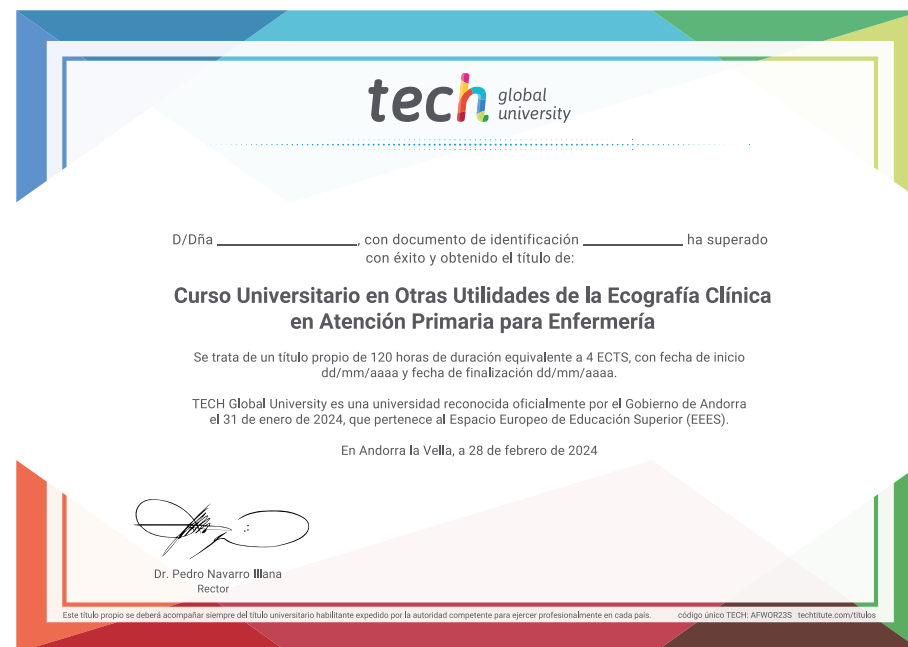 tech global university
D/Dña ____________________, con documento de identificación ______________ ha superado
con éxito y obtenido el título de:
Curso Universitario en Otras Utilidades de la Ecografía Clínica
en Atención Primaria para Enfermería
Se trata de un título propio de 120 horas de duración equivalente a 4 ECTS, con fecha de inicio
dd/mm/aaaa y fecha de finalización dd/mm/aaaa.
TECH Global University es una universidad reconocida oficialmente por el Gobierno de Andorra
el 31 de enero de 2024, que pertenece al Espacio Europeo de Educación Superior (EEES).
En Andorra la Vella, a 28 de febrero de 2024
Dr. Pedro Navarro Illana
Rector
Este título propio se deberá acompañar siempre del título universitario habilitante expedido por la autoridad competente para ejercer profesionalmente en cada país. código único TECH: AFWOR23S techtitute.com/titulos